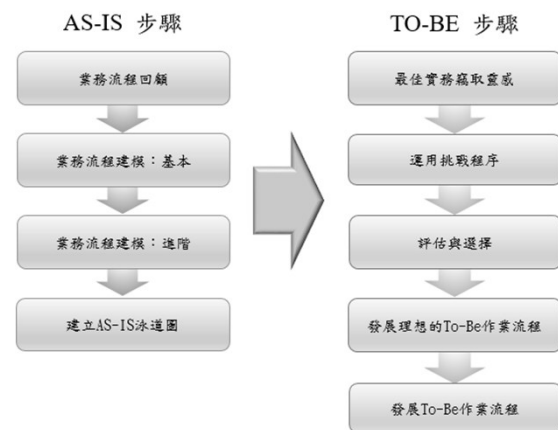 AS-IS 步驟
業務流程回顧
業務流程建模：基本
業務流程建模：進階
建立AS-IS泳道圖
TO-BE 步驟
最佳實務竊取靈感
運用挑戰程序
評估與選擇
發展理想的To-Be作業流程
發展To-Be作業流程